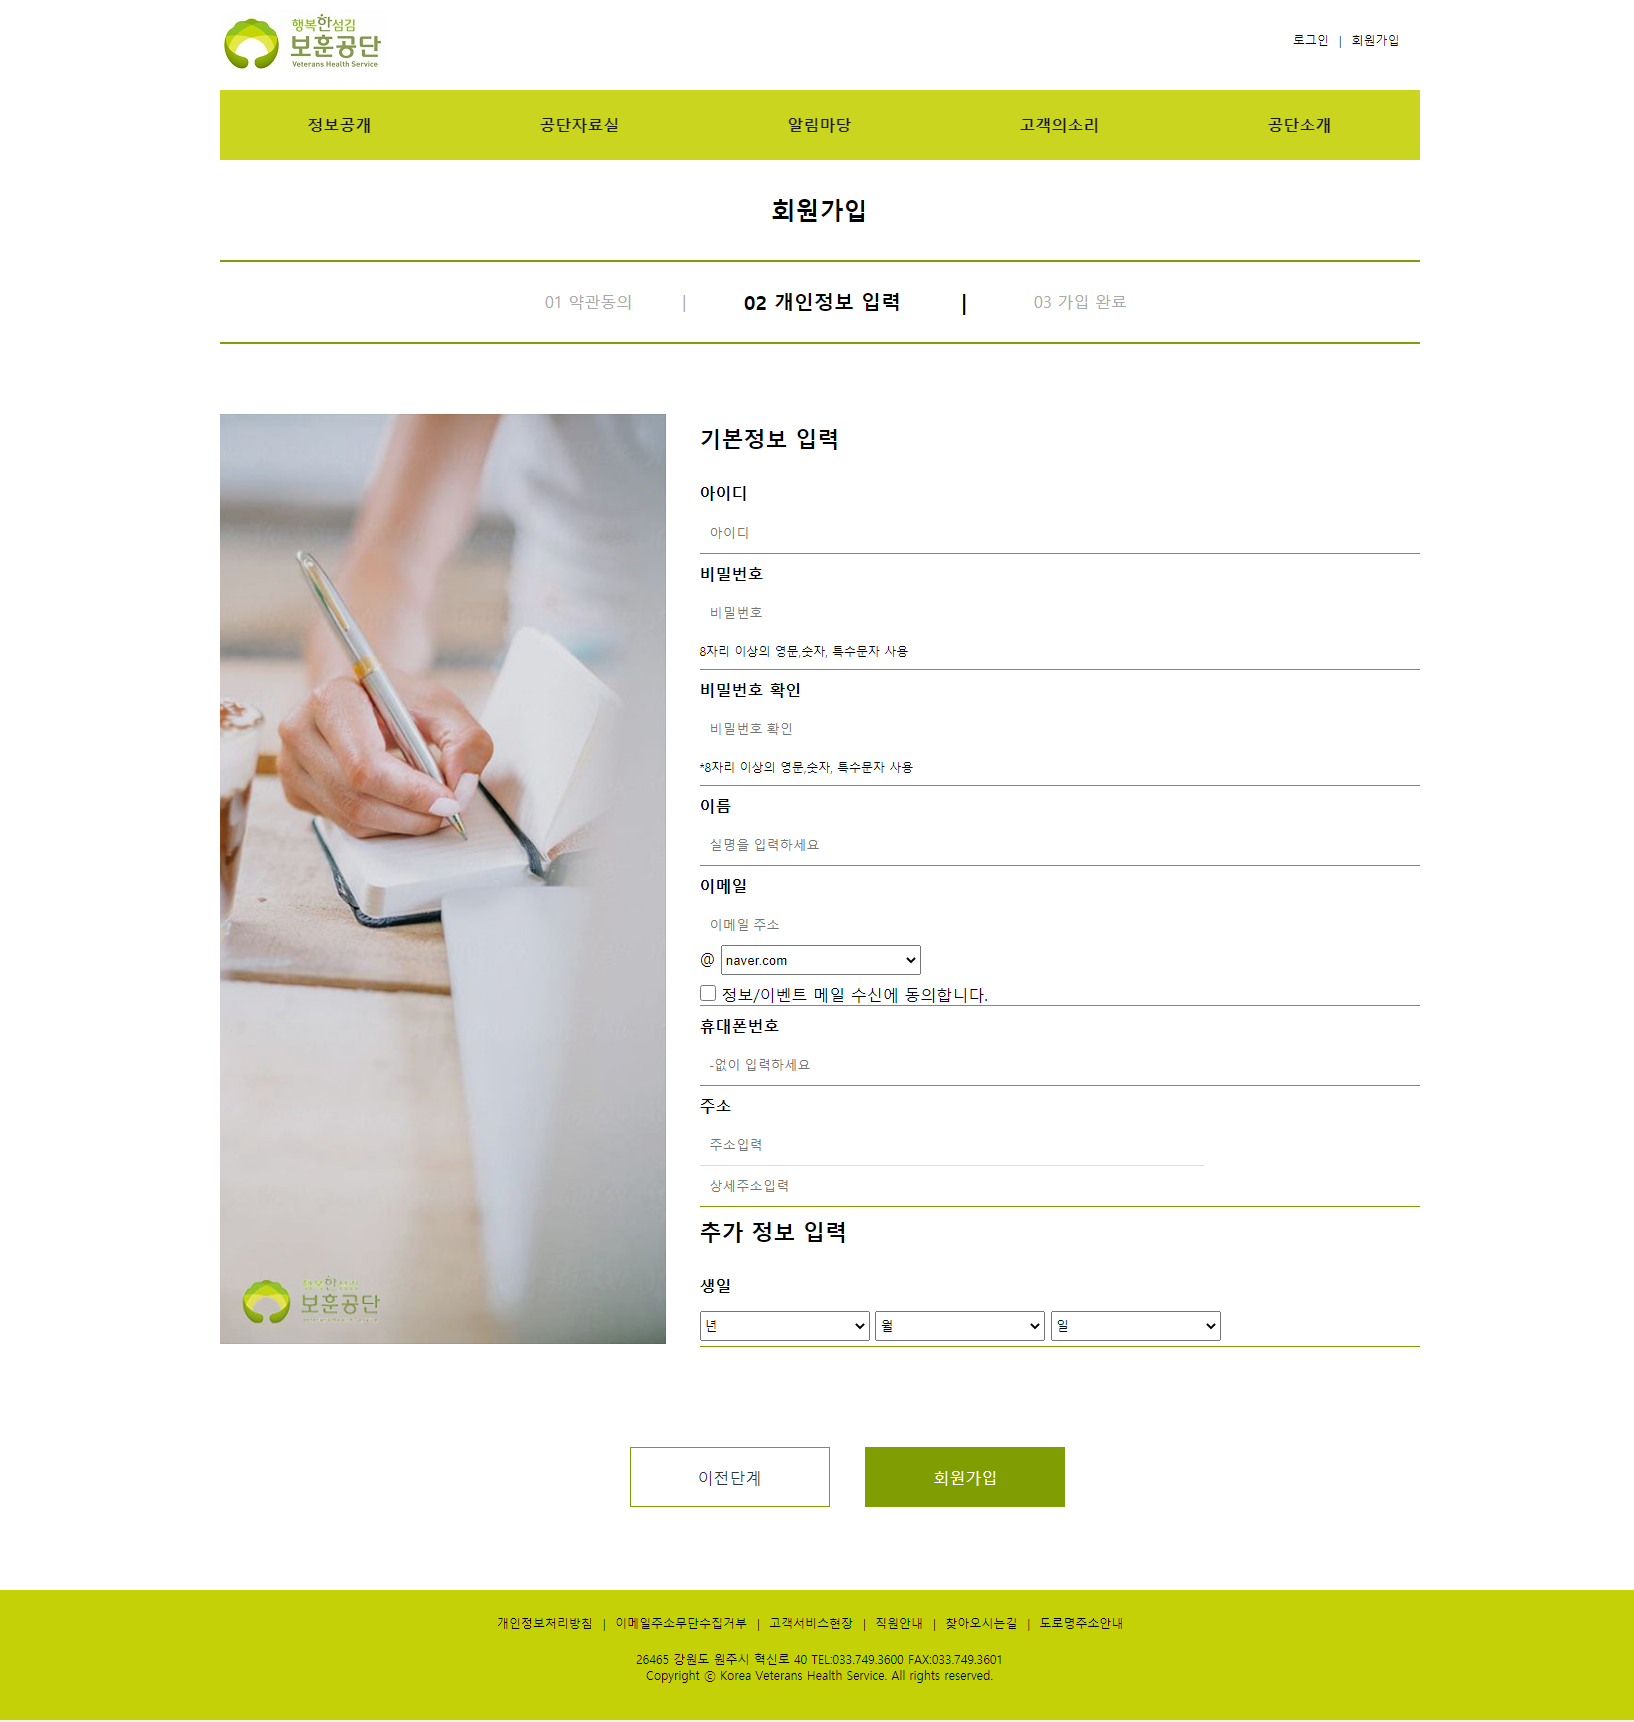 행복한섬김
보훈공단
Veterans Health Service
로그인 | 회원가입
정보공개 공단자료실 알림마당 고객의소리 공단소개
회원가입
01 약관동의 | 02 개인정보 입력 | 03 가입 완료
기본정보 입력
아이디
아이디
비밀번호
비밀번호
8자리 이상의 영문,숫자, 특수문자 사용
비밀번호 확인
비밀번호 확인
*8자리 이상의 영문,숫자, 특수문자 사용
이름
실명을 입력하세요
이메일
이메일 주소
@ naver.com
정보/이벤트 메일 수신에 동의합니다.
휴대폰번호
-없이 입력하세요
주소
주소입력
상세주소입력
추가 정보 입력
생일
년 월 일
행복한섬김
보훈공단
이전단계 회원가입
개인정보처리방침 | 이메일주소무단수집거부 | 고객서비스현장 | 직원안내 | 찾아오시는길 | 도로명주소안내
26465 강원도 원주시 혁신로 40 TEL:033.749.3600 FAX:033.749.3601
Copyright ⓒ Korea Veterans Health Service. All rights reserved.